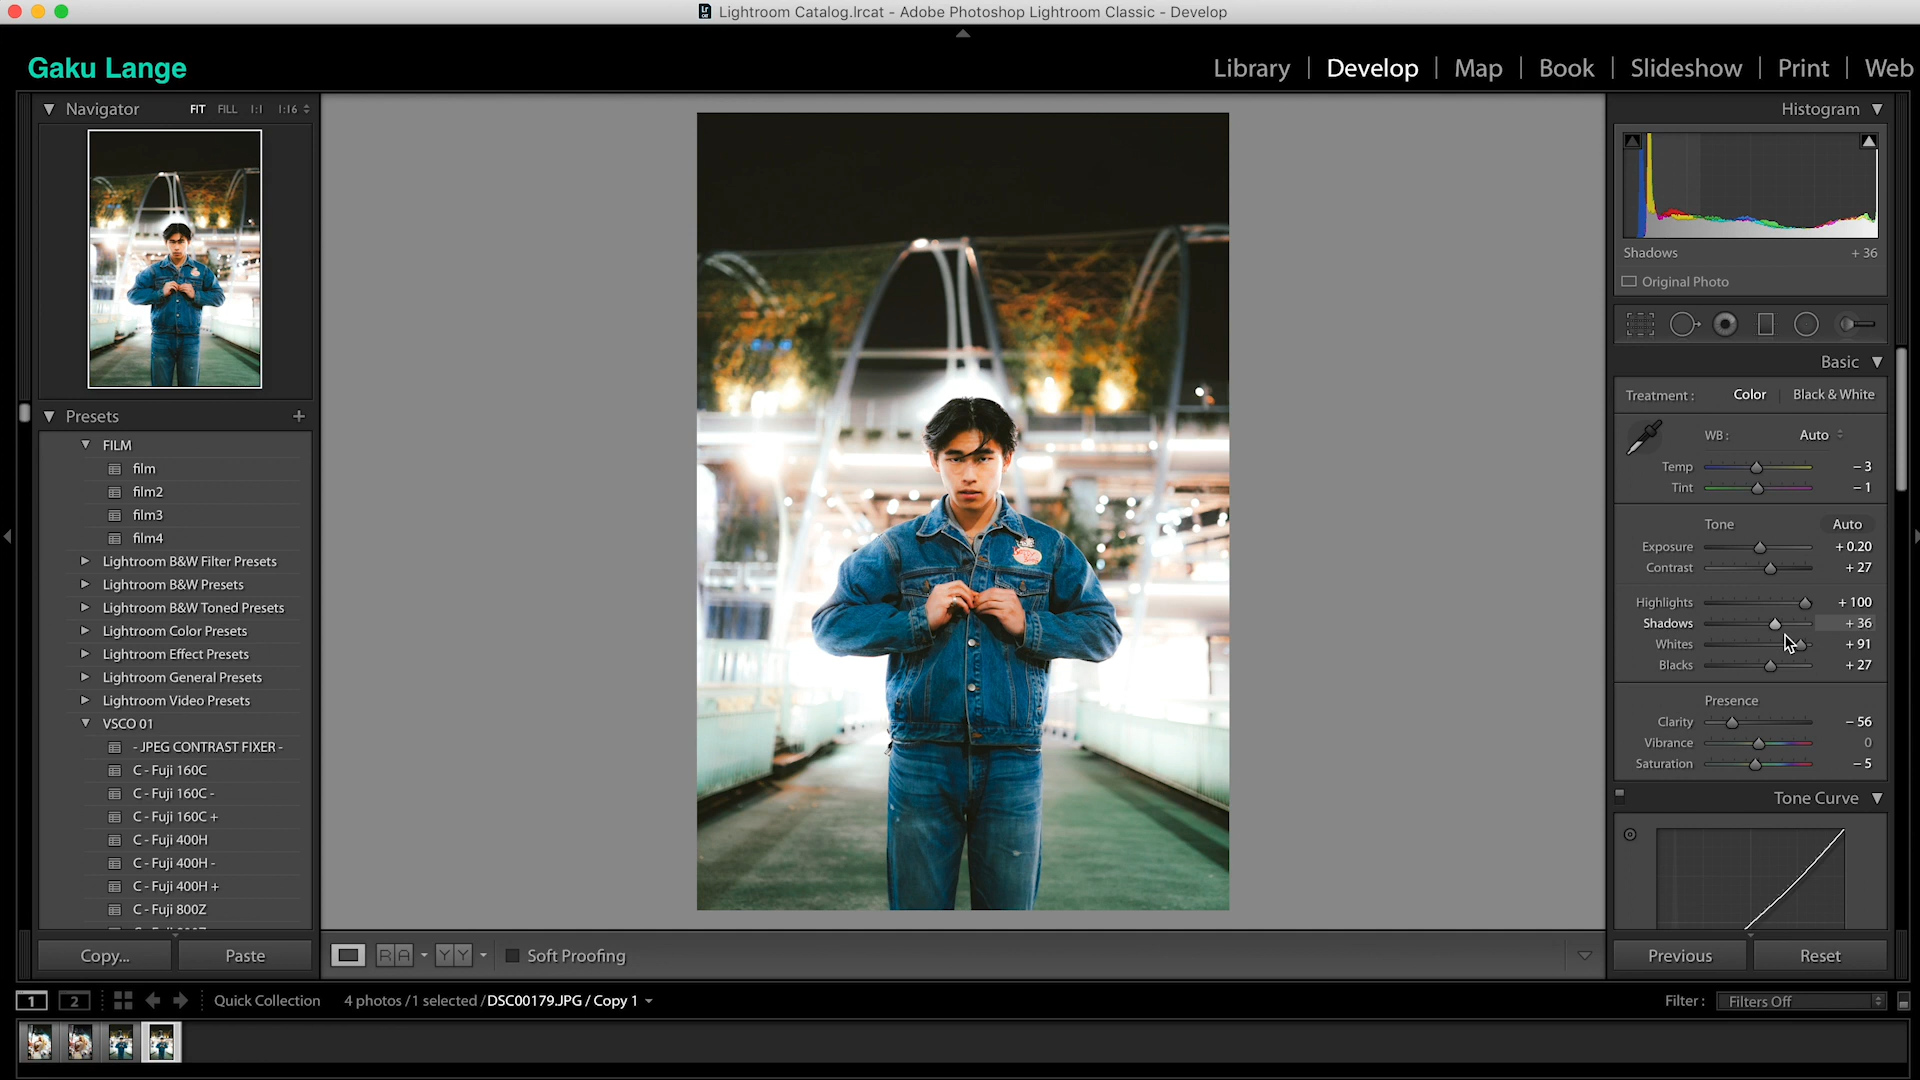 Lightroom Catalog.lrcat - Adobe Photoshop Lightroom Classic - Develop
Gaku Lange
Library | Develop | Map | Book | Slideshow | Print | Web
Navigator FIT FILL 1:1 1:16
Presets +
FILM
film
film2
film3
film4
Lightroom B&W Filter Presets
Lightroom B&W Presets
Lightroom B&W Toned Presets
Lightroom Color Presets
Lightroom Effect Presets
Lightroom General Presets
Lightroom Video Presets
VSCO 01
- JPEG CONTRAST FIXER -
C - Fuji 160C
C - Fuji 160C -
C - Fuji 160C +
C - Fuji 400H
C - Fuji 400H -
C - Fuji 400H +
C - Fuji 800Z
Copy... Paste
R A Y Y Soft Proofing
Histogram
Shadows + 36
Original Photo
Basic
Treatment : Color | Black & White
WB : Auto
Temp - 3
Tint - 1
Tone Auto
Exposure + 0.20
Contrast + 27
Highlights + 100
Shadows + 36
Whites + 91
Blacks + 27
Presence
Clarity - 56
Vibrance 0
Saturation - 5
Tone Curve
Previous Reset
1 2 Quick Collection 4 photos / 1 selected / DSC00179.JPG / Copy 1 Filter : Filters Off